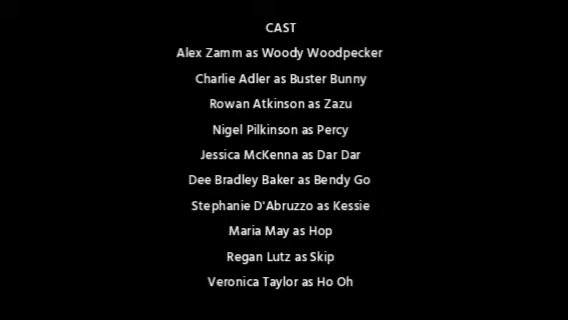 CAST
Alex Zamm as Woody Woodpecker
Charlie Adler as Buster Bunny
Rowan Atkinson as Zazu
Nigel Pilkinson as Percy
Jessica McKenna as Dar Dar
Dee Bradley Baker as Bendy Go
Stephanie D'Abruzzo as Kessie
Maria May as Hop
Regan Lutz as Skip
Veronica Taylor as Ho Oh